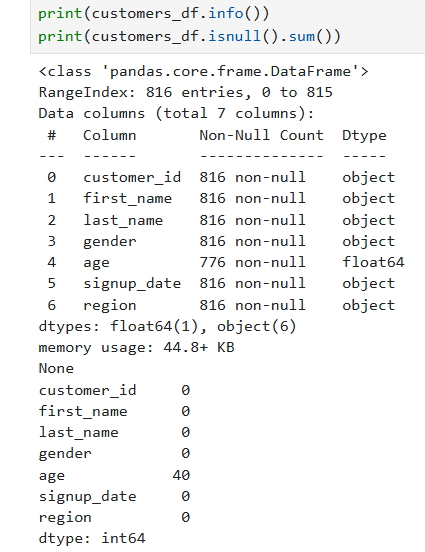 print(customers_df.info())
print(customers_df.isnull().sum())
<class 'pandas.core.frame.DataFrame'>
RangeIndex: 816 entries, 0 to 815
Data columns (total 7 columns):
 #   Column       Non-Null Count  Dtype
---  ------       --------------  -----
 0   customer_id  816 non-null    object
 1   first_name   816 non-null    object
 2   last_name    816 non-null    object
 3   gender       816 non-null    object
 4   age          776 non-null    float64
 5   signup_date  816 non-null    object
 6   region       816 non-null    object
dtypes: float64(1), object(6)
memory usage: 44.8+ KB
None
customer_id     0
first_name      0
last_name       0
gender          0
age            40
signup_date     0
region          0
dtype: int64